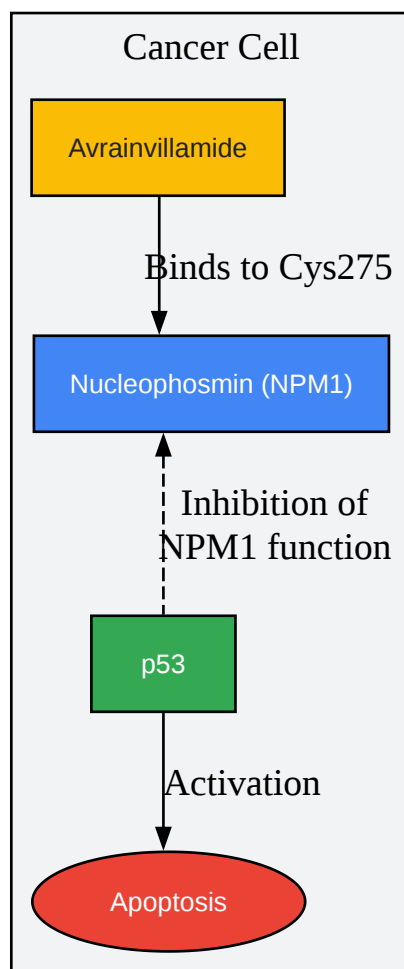 Cancer Cell
Avrainvillamide
Binds to Cys275
Nucleophosmin (NPM1)
Inhibition of
NPM1 function
p53
Activation
Apoptosis